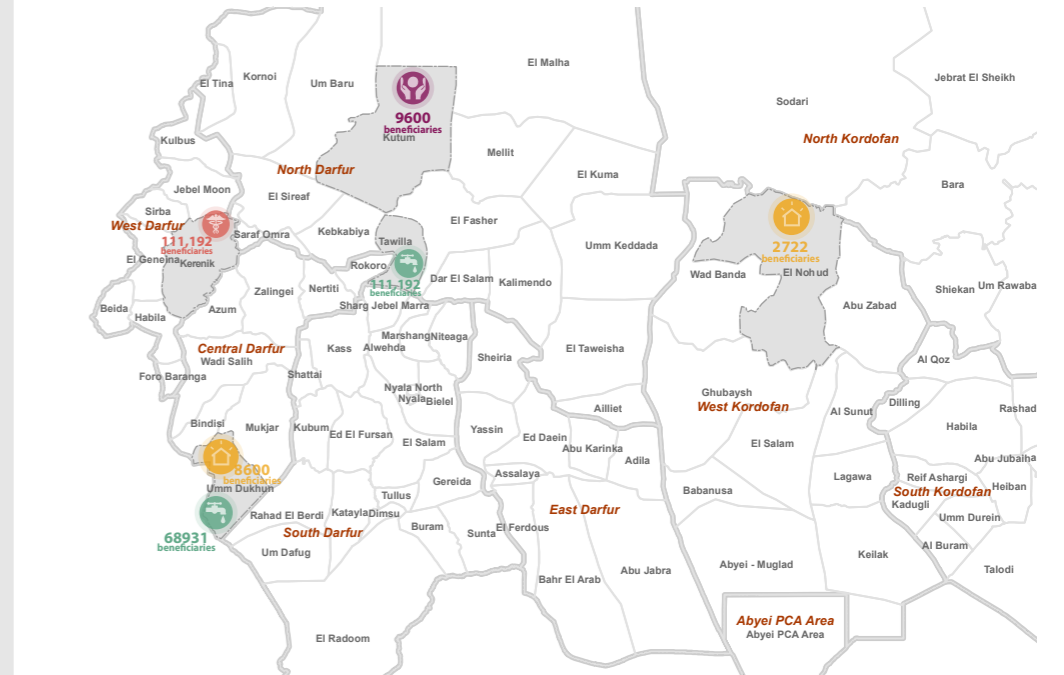 El Malha
Kornoi
El Tina
Um Baru
Jebrat El Sheikh
Sodari
9600
beneficiaries
Kutum
North Kordofan
Kulbus
Mellit
North Darfur
El Kuma
Bara
Jebel Moon
El Sireaf
Sirba
El Fasher
West Darfur
Kebkabiya
Saraf Omra
Tawilla
111,192
beneficiaries
Umm Keddada
2722
beneficiaries
El Geneina
Kerenik
Rokoro
Wad Banda
El Nohud
Dar El Salam
Kalimendo
111,192
beneficiaries
Zalingei
Nertiti
Shiekan
Um Rawaba
Beida
Habila
Azum
Sharg Jebel Marra
Abu Zabad
Marshang
Niteaga
Central Darfur
Kass
Alwehda
El Taweisha
Wadi Salih
Sheiria
Al Qoz
Foro Baranga
Shattai
Nyala North
Nyala
Bielel
Ghubaysh
West Kordofan
Dilling
Ailliet
Al Sunut
Rashad
Bindisi
Mukjar
Kubum
Ed El Fursan
El Salam
Yassin
Ed Daein
Habila
El Salam
Abu Karinka
Adila
Abu Jubaiha
8600
beneficiaries
Assalaya
Gereida
Lagawa
Reif Ashargi
Umm Dukhun
Babanusa
South Kordofan
Heiban
Tullus
Kadugli
Rahad El Berdi
Katayla
Dimsu
East Darfur
Umm Durein
South Darfur
Buram
Sunta
El Ferdous
68931
beneficiaries
Al Buram
Um Dafug
Keilak
Abyei - Muglad
Abu Jabra
Talodi
Bahr El Arab
Abyei PCA Area
Abyei PCA Area
El Radoom